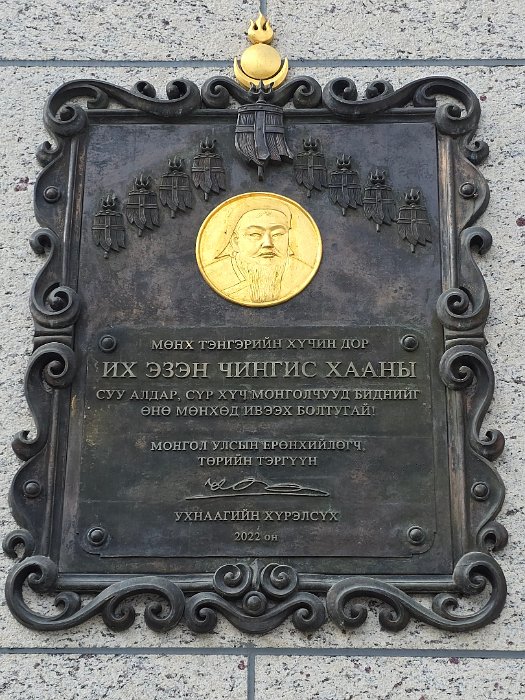 МӨНХ ТЭНГЭРИЙН ХҮЧИН ДОР
ИХ ЭЗЭН ЧИНГИС ХААНЫ
СУУ АЛДАР, СҮР ХҮЧ МОНГОЛЧУУД БИДНИЙГ
ӨНӨ МӨНХӨД ИВЭЭХ БОЛТУГАЙ!
МОНГОЛ УЛСЫН ЕРӨНХИЙЛӨГЧ,
ТӨРИЙН ТЭРГҮҮН
УХНААГИЙН ХҮРЭЛСҮХ
2022 он